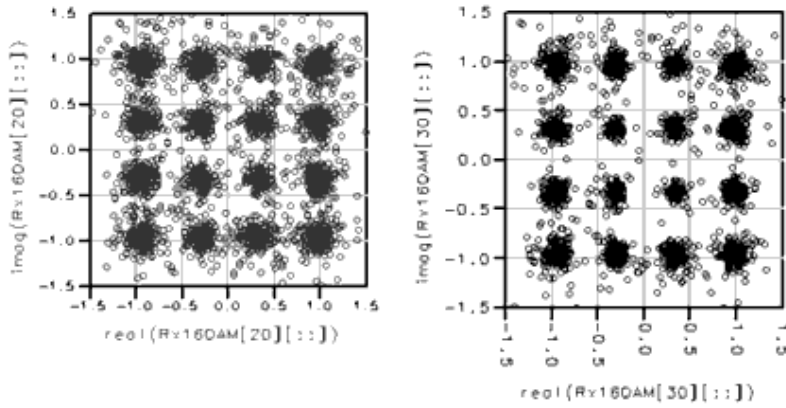 1.5
1.0
0.5
0.0
-0.5
-1.0
-1.5
imag(Rx16QAM[20][::])
-1.5 -1.0 -0.5 0.0 0.5 1.0 1.5
real(Rx16QAM[20][::])
1.5
1.0
0.5
0.0
-0.5
-1.0
-1.5
imag(Rx16QAM[30][::])
-1.5 -1.0 -0.5 0.0 0.5 1.0 1.5
real(Rx16QAM[30][::])